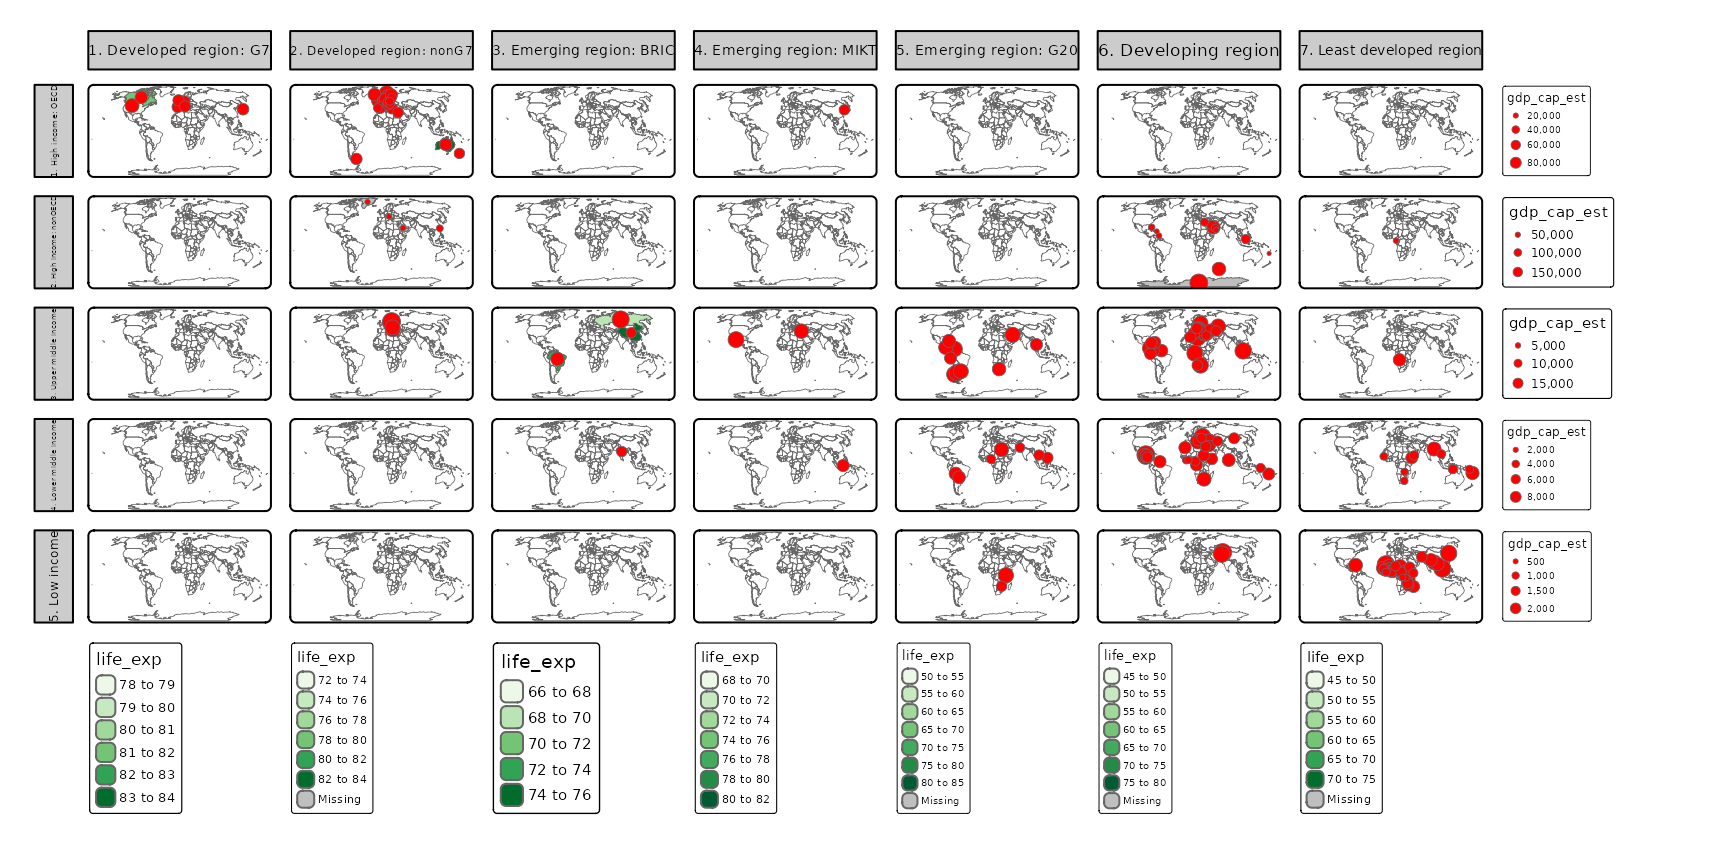 1. Developed region: G7
2. Developed region: nonG7
3. Emerging region: BRIC
4. Emerging region: MIKT
5. Emerging region: G20
6. Developing region
7. Least developed region
1. High income: OECD
gdp_cap_est
20,000
40,000
60,000
80,000
2. High income: nonOECD
gdp_cap_est
50,000
100,000
150,000
3. Upper middle income
gdp_cap_est
5,000
10,000
15,000
4. Lower middle income
gdp_cap_est
2,000
4,000
6,000
8,000
5. Low income
gdp_cap_est
500
1,000
1,500
2,000
life_exp
78 to 79
79 to 80
80 to 81
81 to 82
82 to 83
83 to 84
life_exp
72 to 74
74 to 76
76 to 78
78 to 80
80 to 82
82 to 84
Missing
life_exp
66 to 68
68 to 70
70 to 72
72 to 74
74 to 76
life_exp
68 to 70
70 to 72
72 to 74
74 to 76
76 to 78
78 to 80
80 to 82
life_exp
50 to 55
55 to 60
60 to 65
65 to 70
70 to 75
75 to 80
80 to 85
Missing
life_exp
45 to 50
50 to 55
55 to 60
60 to 65
65 to 70
70 to 75
75 to 80
Missing
life_exp
45 to 50
50 to 55
55 to 60
60 to 65
65 to 70
70 to 75
Missing